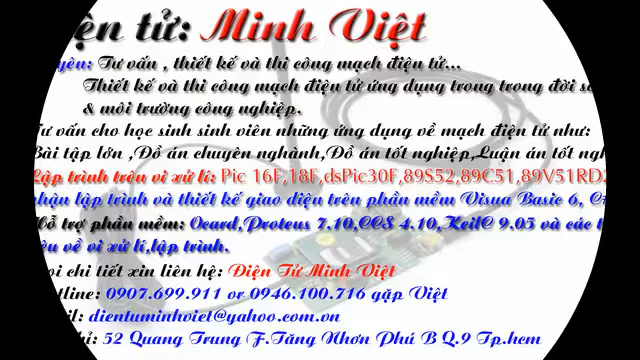 ện tử: Minh Việt
yên: Tư vấn , thiết kế và thi công mạch điện tử...
Thiết kế và thi công mạch điện tử ứng dụng trong trong đời số
& môi trường công nghiệp.
Tư vấn cho học sinh sinh viên những ứng dụng về mạch điện tử như:
Bài tập lớn ,Đồ án chuyên nghành,Đồ án tốt nghiệp,Luận án tốt ngh
Lập trình trên vi xử lí: Pic 16F,18F,dsPic30F,89S52,89C51,89V51RD2
nhận lập trình và thiết kế giao diện trên phần mềm Visua Basic 6, C#
Hỗ trợ phần mềm: Ocard,Proteus 7.10,CCS 4.10,KeilC 9.05 và các t
iệu về vi xử lí,lập trình.
ọi chi tiết xin liên hệ: Điện Tử Minh Việt
otline: 0907.699.911 or 0946.100.716 gặp Việt
ail: dientuminhviet@yahoo.com.vn
chỉ: 52 Quang Trung F.Tăng Nhơn Phú B Q.9 Tp.hcm